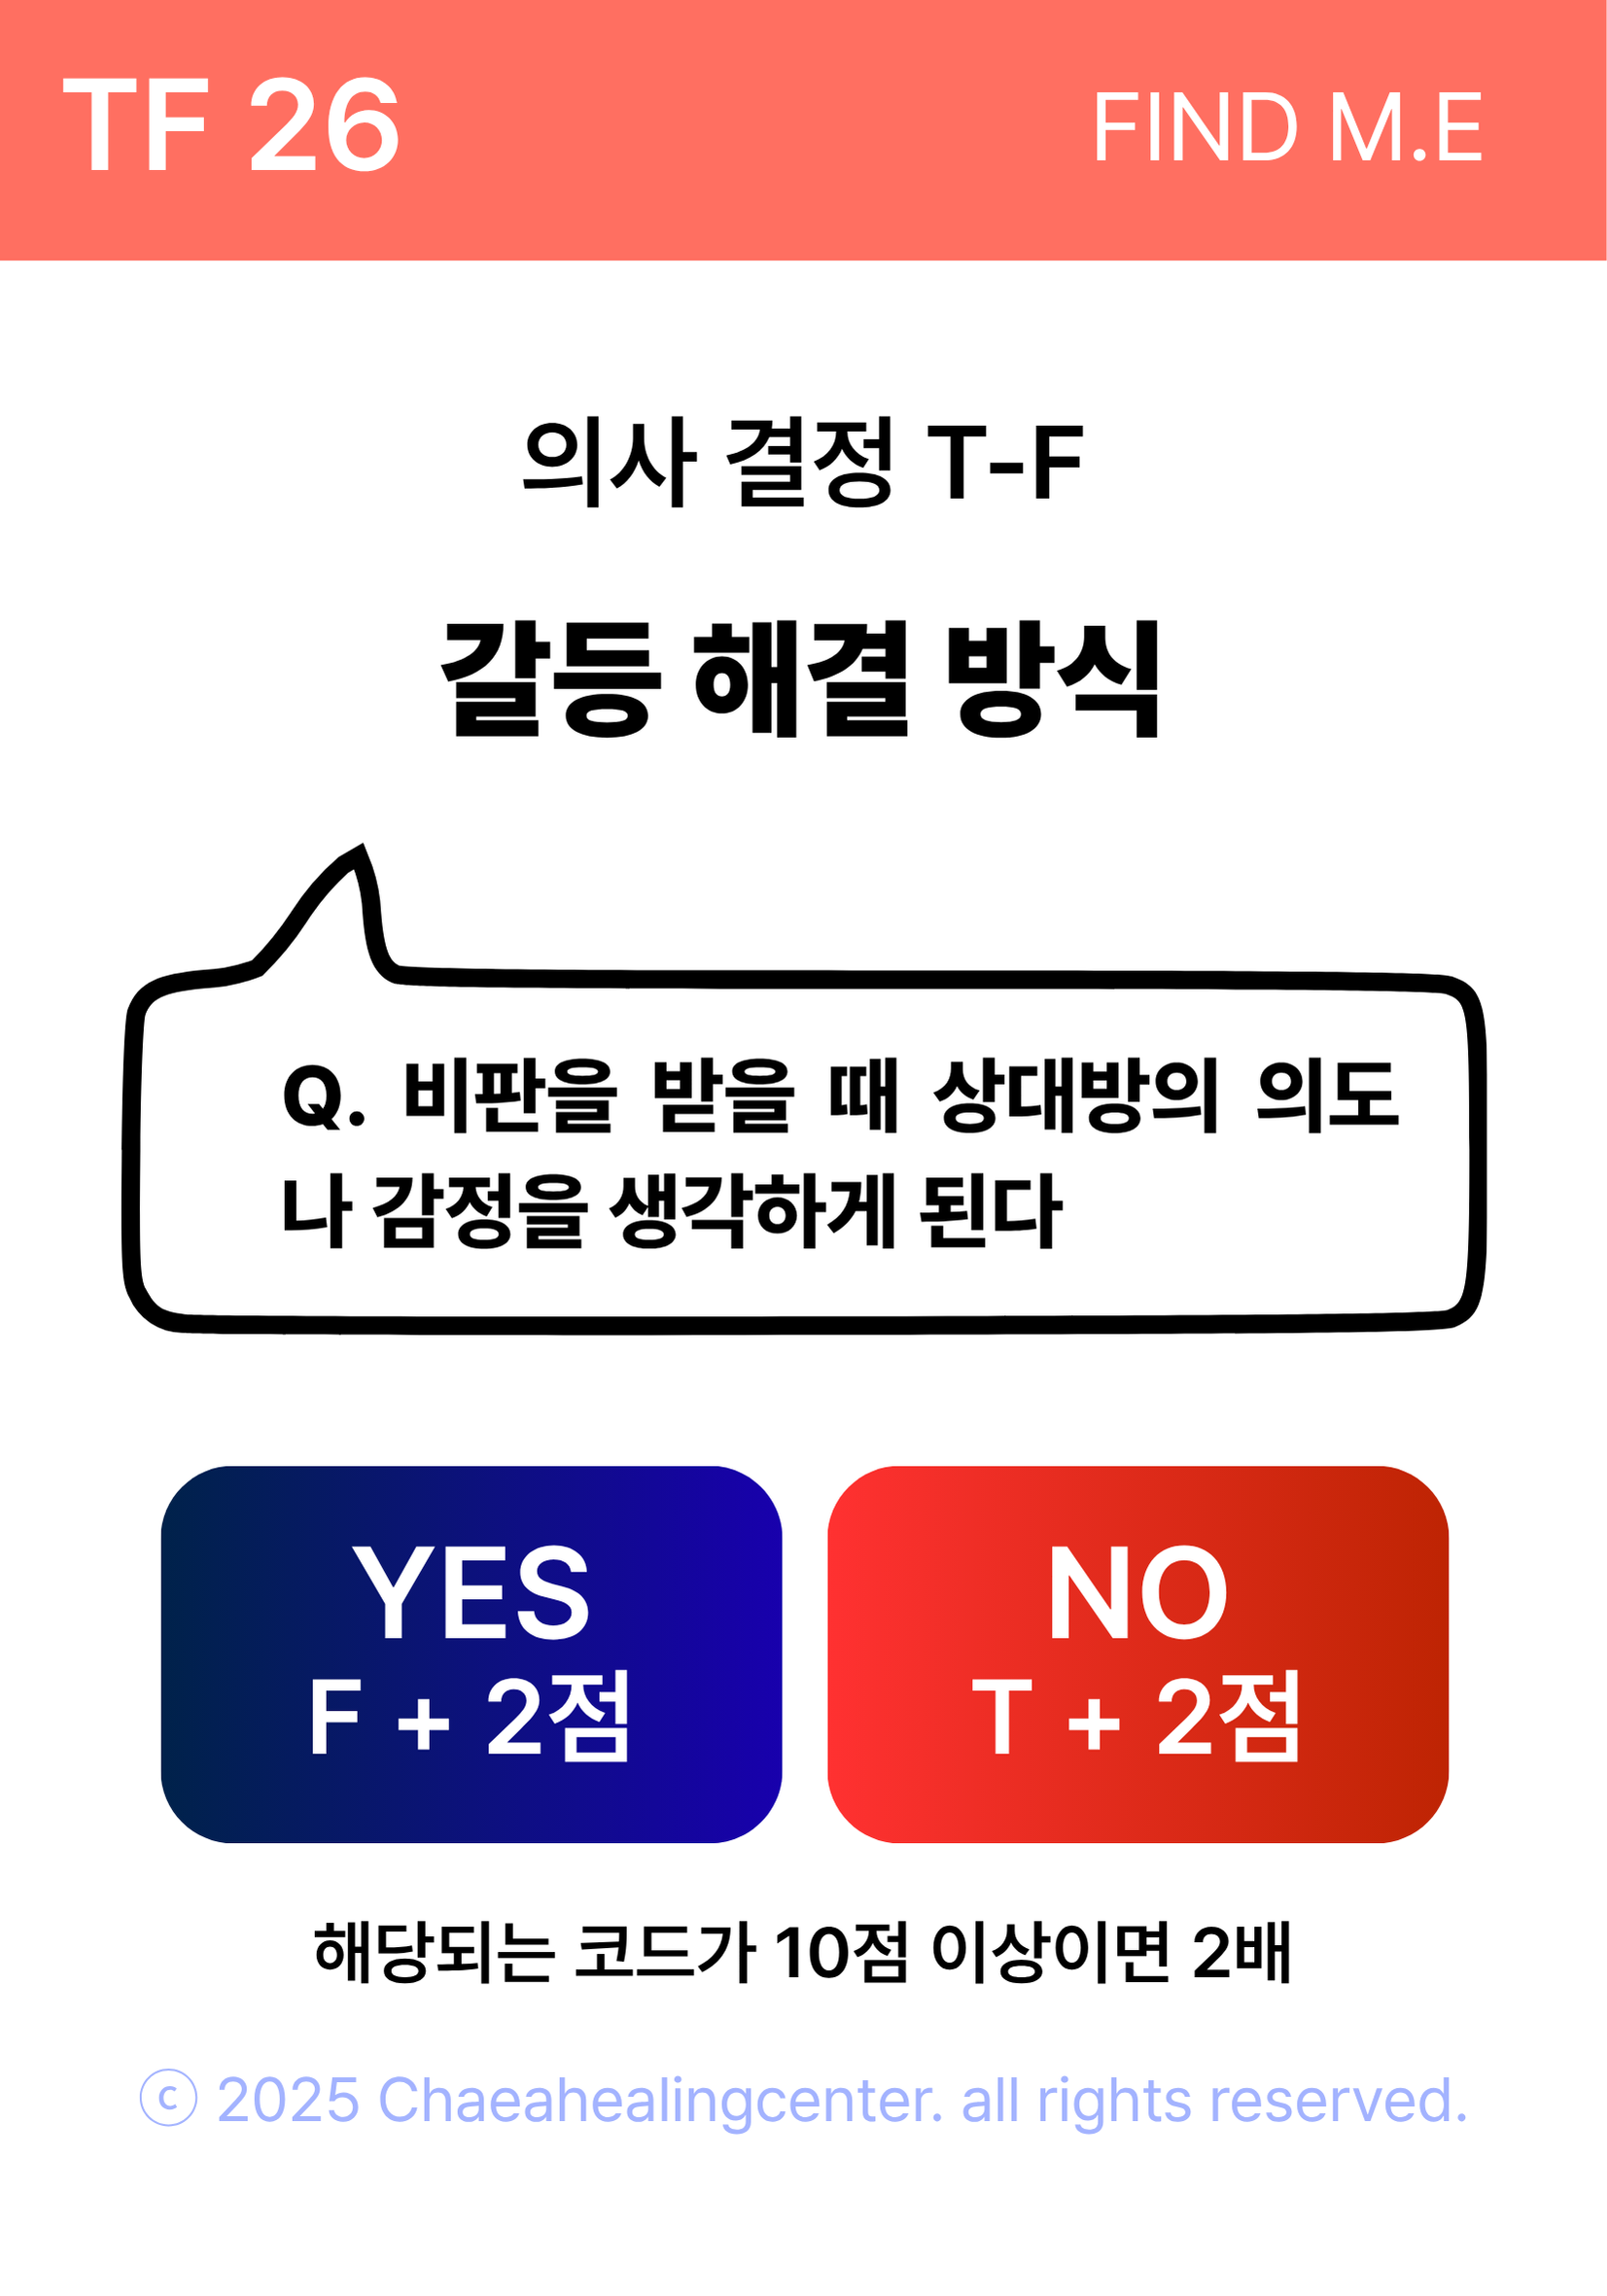 TF 26
FIND M.E
의사 결정 T-F
갈등 해결 방식
Q. 비판을 받을 때 상대방의 의도
나 감정을 생각하게 된다
YES
F + 2점
NO
T + 2점
해당되는 코드가 10점 이상이면 2배
ⓒ 2025 Chaeahealingcenter. all rights reserved.